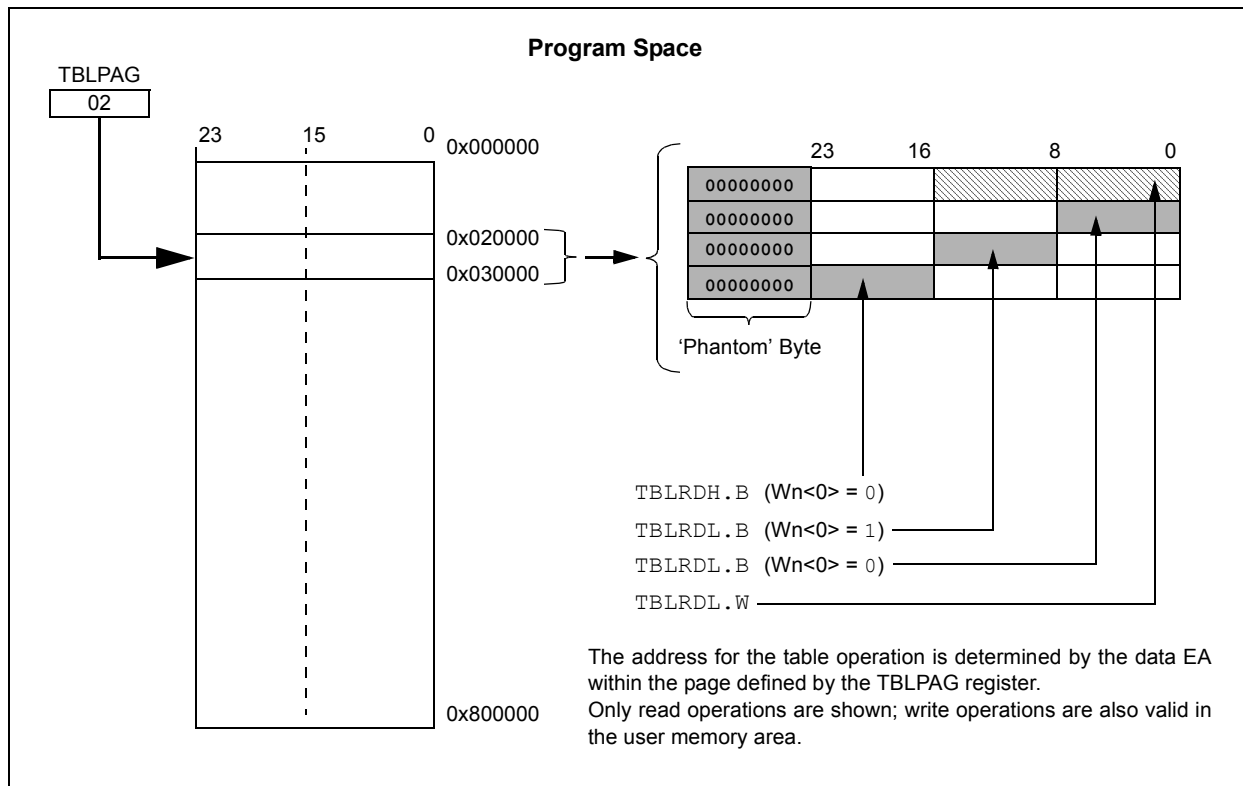 Program Space
TBLPAG
02
23 15 0
0x000000
0x020000
0x030000
0x800000
23 16 8 0
00000000
00000000
00000000
00000000
‘Phantom’ Byte
TBLRDH.B (Wn<0> = 0)
TBLRDL.B (Wn<0> = 1)
TBLRDL.B (Wn<0> = 0)
TBLRDL.W
The address for the table operation is determined by the data EA
within the page defined by the TBLPAG register.
Only read operations are shown; write operations are also valid in
the user memory area.